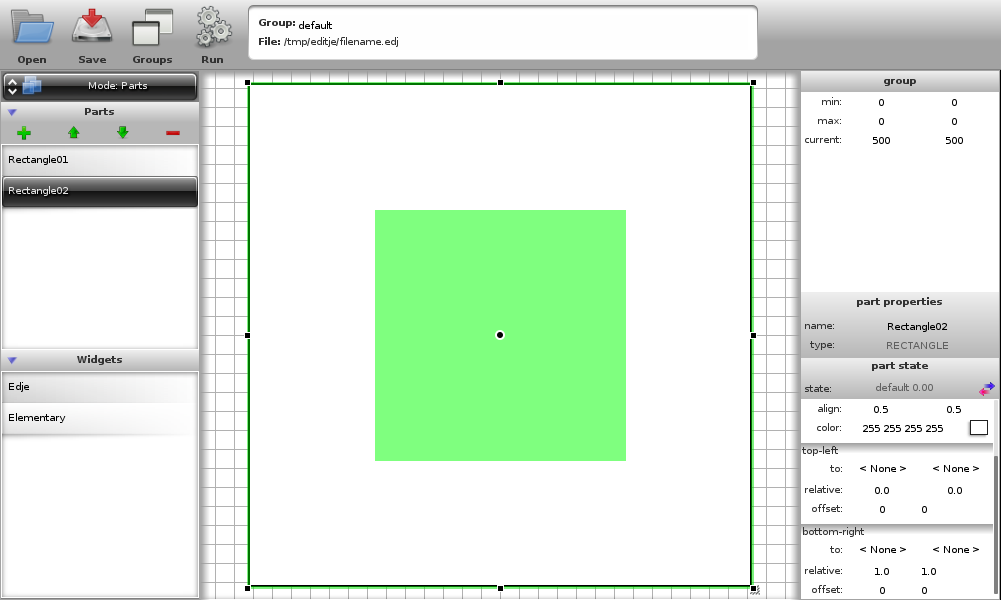 Open Save Groups Run
Group: default
File: /tmp/editje/filename.edj
Mode: Parts
Parts
Rectangle01
Rectangle02
Widgets
Edje
Elementary
group
min: 0 0
max: 0 0
current: 500 500
part properties
name: Rectangle02
type: RECTANGLE
part state
state: default 0.00
align: 0.5 0.5
color: 255 255 255 255
top-left
to: < None > < None >
relative: 0.0 0.0
offset: 0 0
bottom-right
to: < None > < None >
relative: 1.0 1.0
offset: 0 0